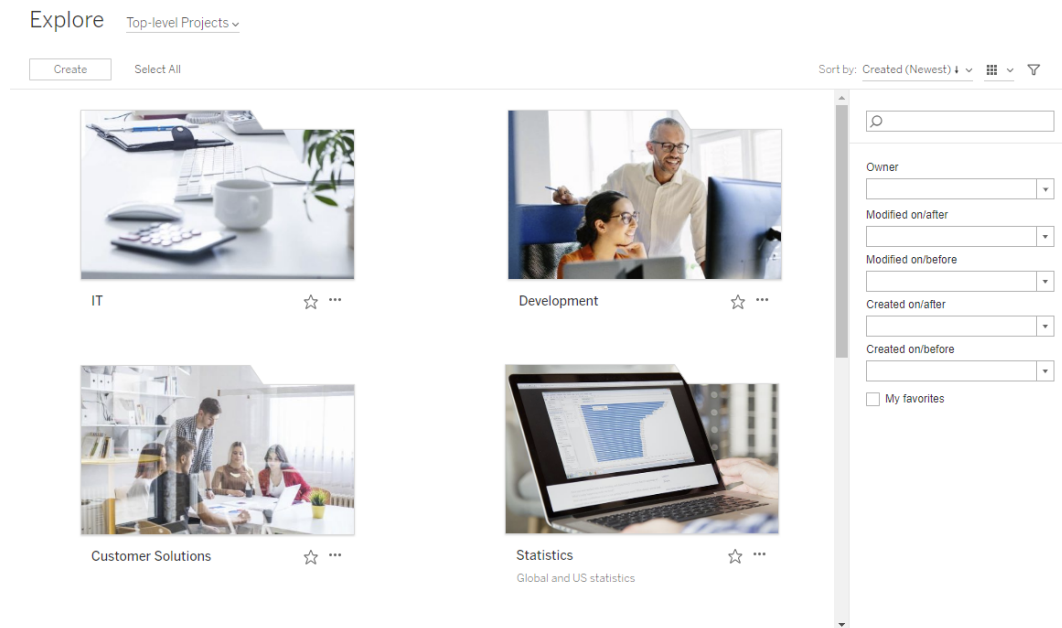 Explore Top-level Projects
Create Select All Sort by: Created (Newest)
Owner
Modified on/after
Modified on/before
Created on/after
Created on/before
My favorites
IT
Development
Customer Solutions
Statistics
Global and US statistics